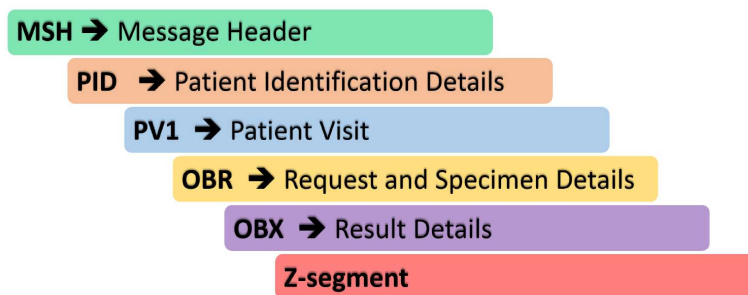 MSH ➔ Message Header
PID ➔ Patient Identification Details
PV1 ➔ Patient Visit
OBR ➔ Request and Specimen Details
OBX ➔ Result Details
Z-segment